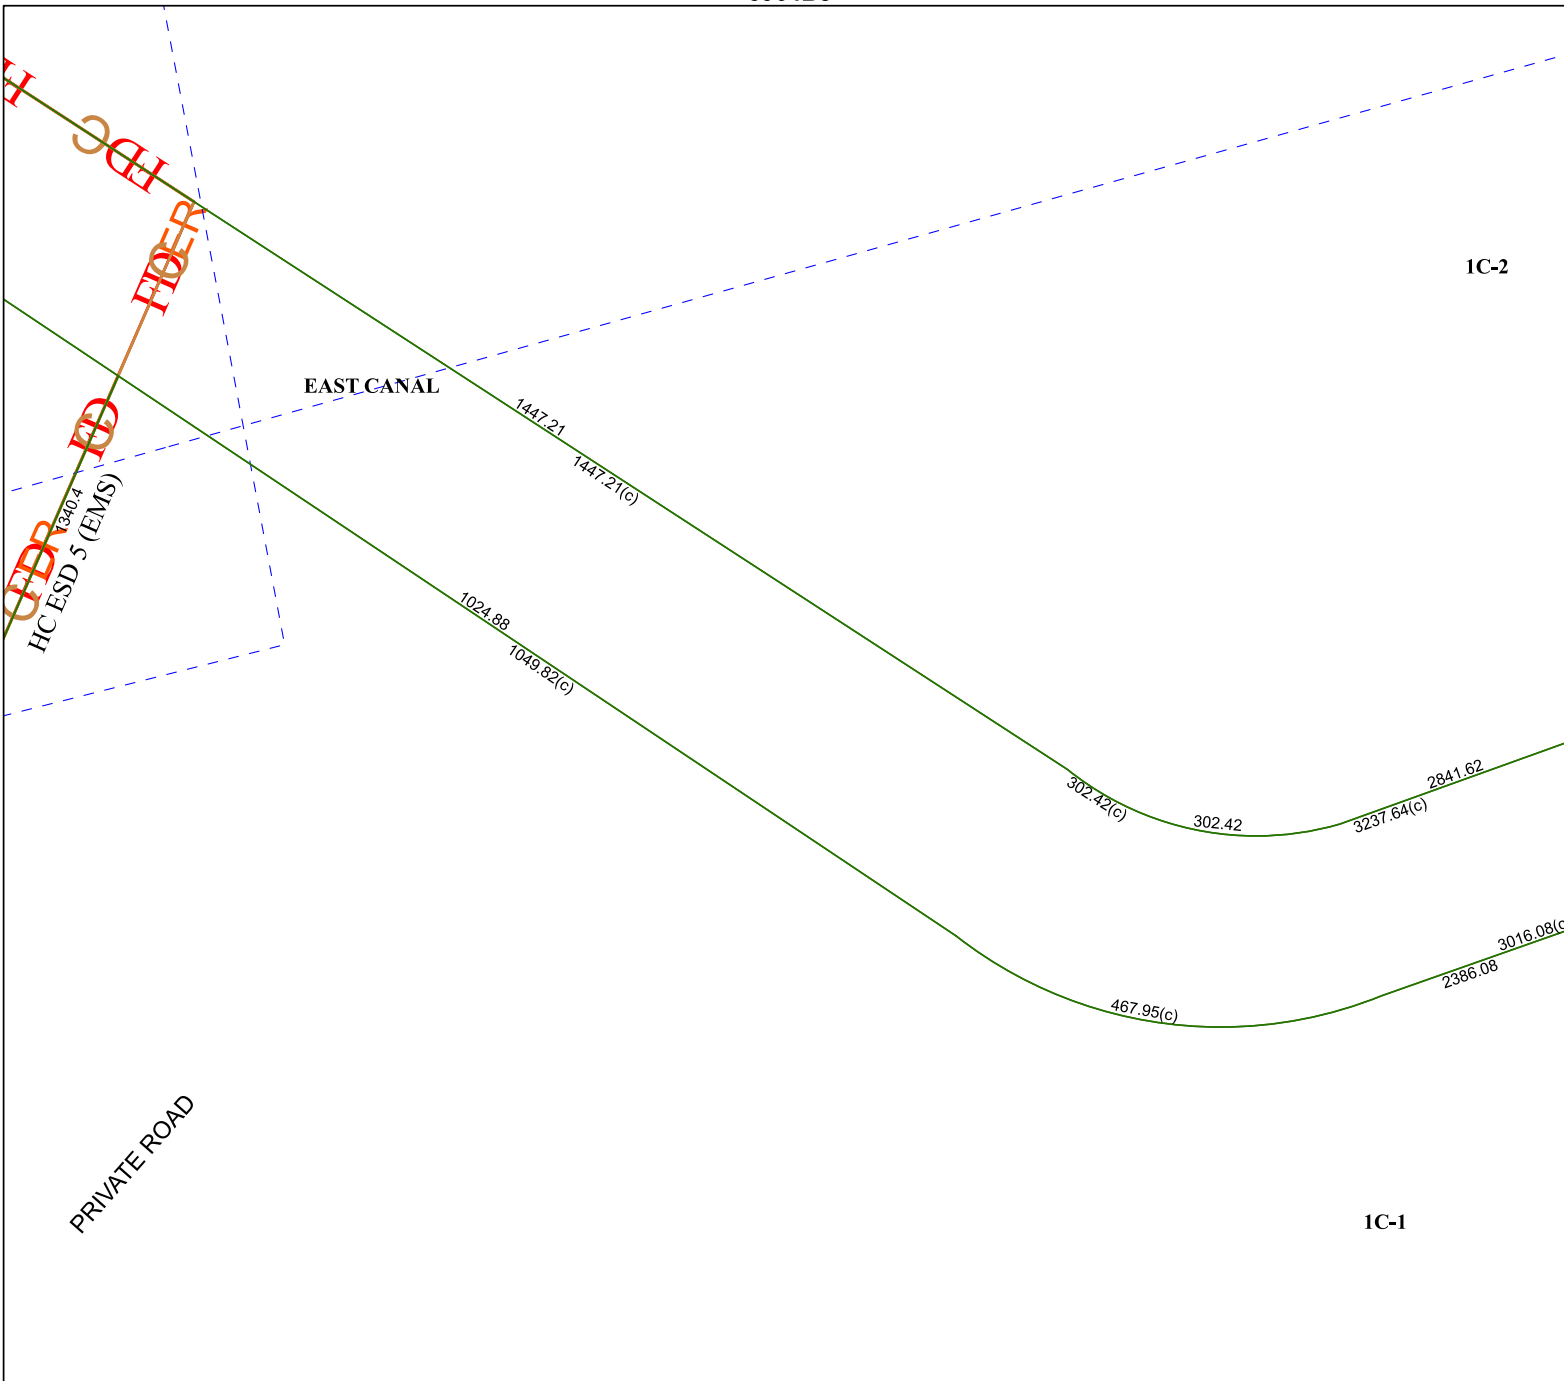 1C-2
EAST CANAL
1447.21
1447.21(c)
1340.4
HC ESD 5 (EMS)
1024.88
1049.82(c)
302.42(c)
302.42
2841.62
3237.64(c)
3016.08(c
2386.08
467.95(c)
PRIVATE ROAD
1C-1